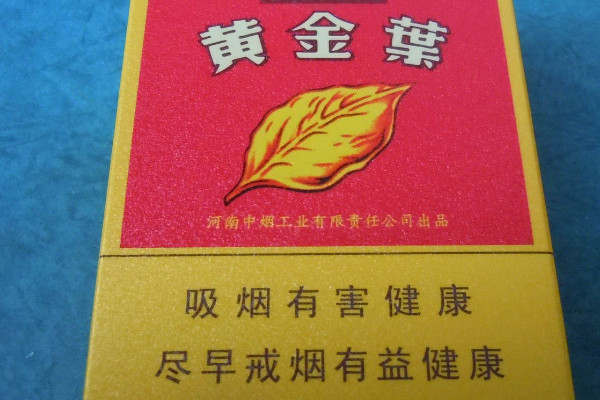 黄金葉
河南中烟工业有限责任公司出品
吸烟有害健康
尽早戒烟有益健康